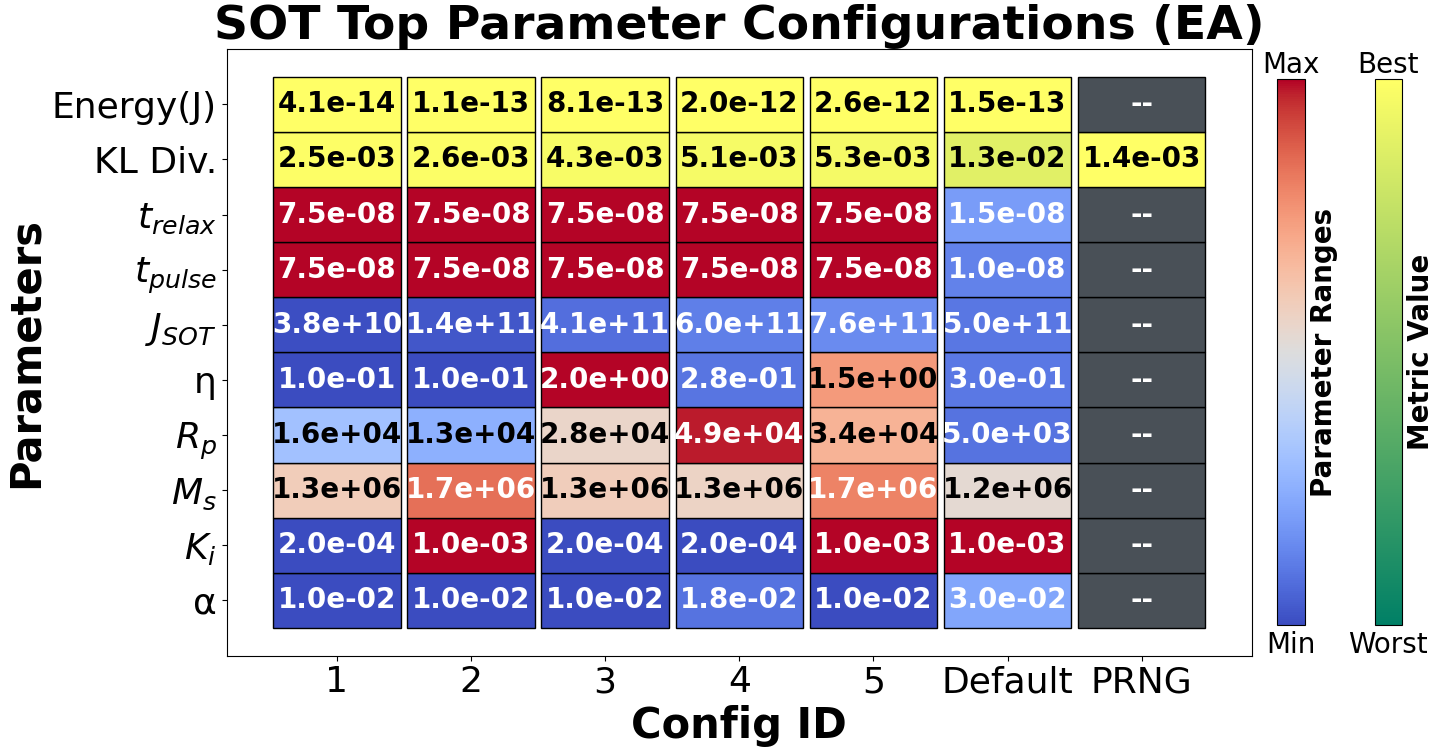 SOT Top Parameter Configurations (EA)
Parameters
Energy(J) 4.1e-14 1.1e-13 8.1e-13 2.0e-12 2.6e-12 1.5e-13 --
KL Div. 2.5e-03 2.6e-03 4.3e-03 5.1e-03 5.3e-03 1.3e-02 1.4e-03
t_relax 7.5e-08 7.5e-08 7.5e-08 7.5e-08 7.5e-08 1.5e-08 --
t_pulse 7.5e-08 7.5e-08 7.5e-08 7.5e-08 7.5e-08 1.0e-08 --
J_SOT 3.8e+10 1.4e+11 4.1e+11 6.0e+11 7.6e+11 5.0e+11 --
η 1.0e-01 1.0e-01 2.0e+00 2.8e-01 1.5e+00 3.0e-01 --
R_p 1.6e+04 1.3e+04 2.8e+04 4.9e+04 3.4e+04 5.0e+03 --
M_s 1.3e+06 1.7e+06 1.3e+06 1.3e+06 1.7e+06 1.2e+06 --
K_i 2.0e-04 1.0e-03 2.0e-04 2.0e-04 1.0e-03 1.0e-03 --
α 1.0e-02 1.0e-02 1.0e-02 1.8e-02 1.0e-02 3.0e-02 --
1 2 3 4 5 Default PRNG
Config ID
Max
Parameter Ranges
Min
Best
Metric Value
Worst